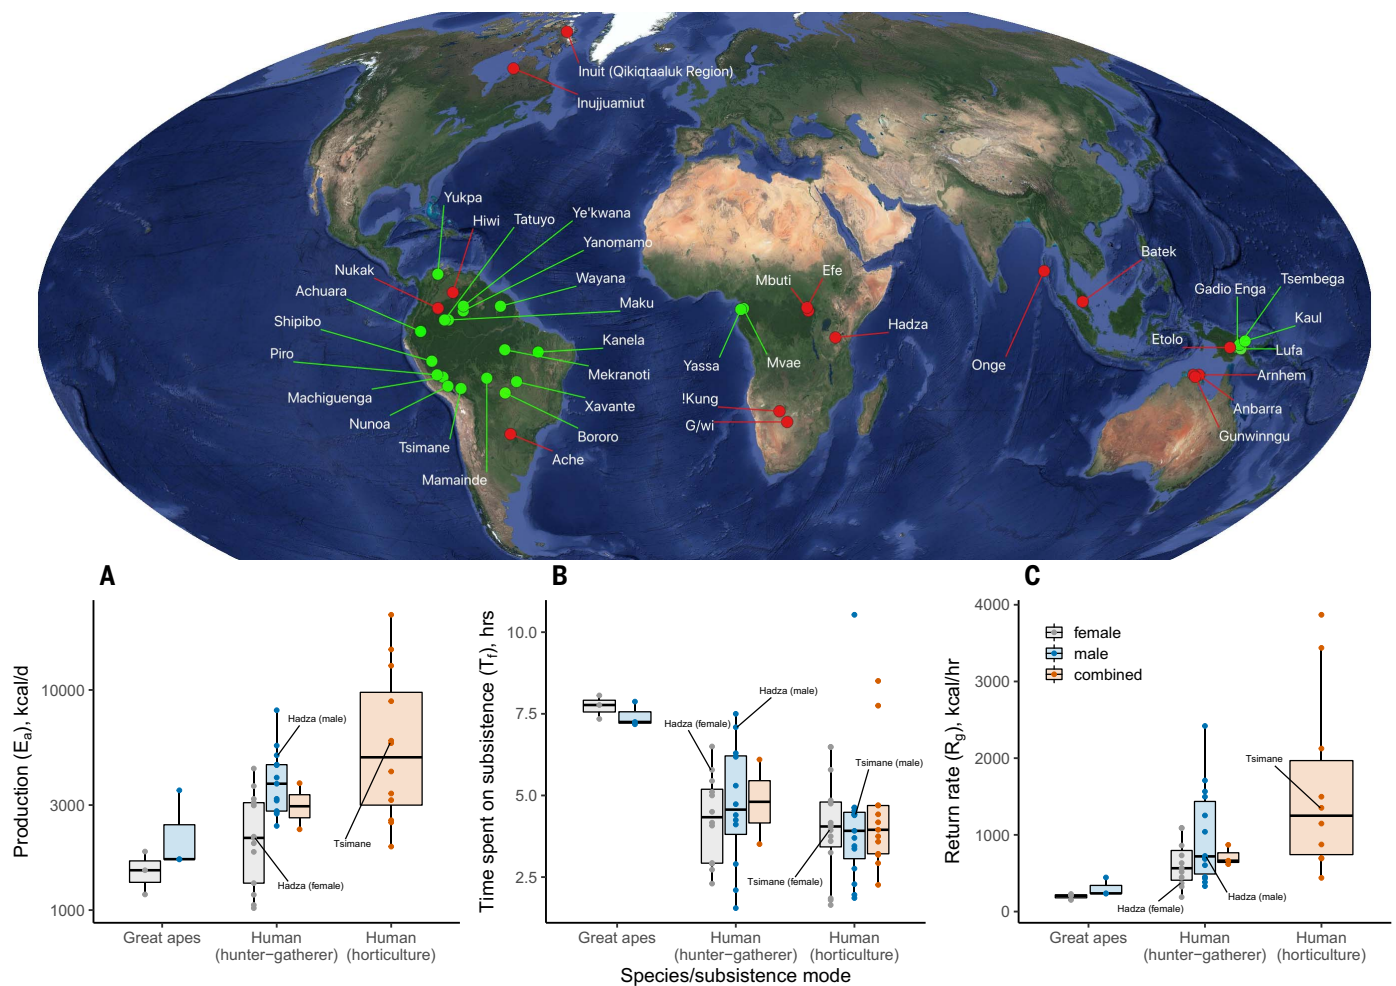 Inuit (Qikiqtaaluk Region)
Inujjuamiut
Yukpa
Hiwi
Tatuyo
Ye'kwana
Yanomamo
Nukak
Wayana
Achuara
Maku
Shipibo
Kanela
Piro
Mekranoti
Machiguenga
Xavante
Nunoa
Bororo
Tsimane
Ache
Mamainde
Mbuti
Efe
Hadza
Yassa
Mvae
!Kung
G/wi
Onge
Batek
Tsembega
Gadio Enga
Kaul
Etolo
Lufa
Arnhem
Anbarra
Gunwinngu
A
Production (Ea), kcal/d
10000
3000
1000
Hadza (male)
Tsimane
Hadza (female)
Great apes
Human
(hunter−gatherer)
Human
(horticulture)
B
Time spent on subsistence (Tf), hrs
10.0
7.5
5.0
2.5
Hadza (male)
Hadza (female)
Tsimane (male)
Tsimane (female)
Great apes
Human
(hunter−gatherer)
Human
(horticulture)
Species/subsistence mode
C
Return rate (Rg), kcal/hr
4000
3000
2000
1000
0
female
male
combined
Tsimane
Hadza (male)
Hadza (female)
Great apes
Human
(hunter−gatherer)
Human
(horticulture)